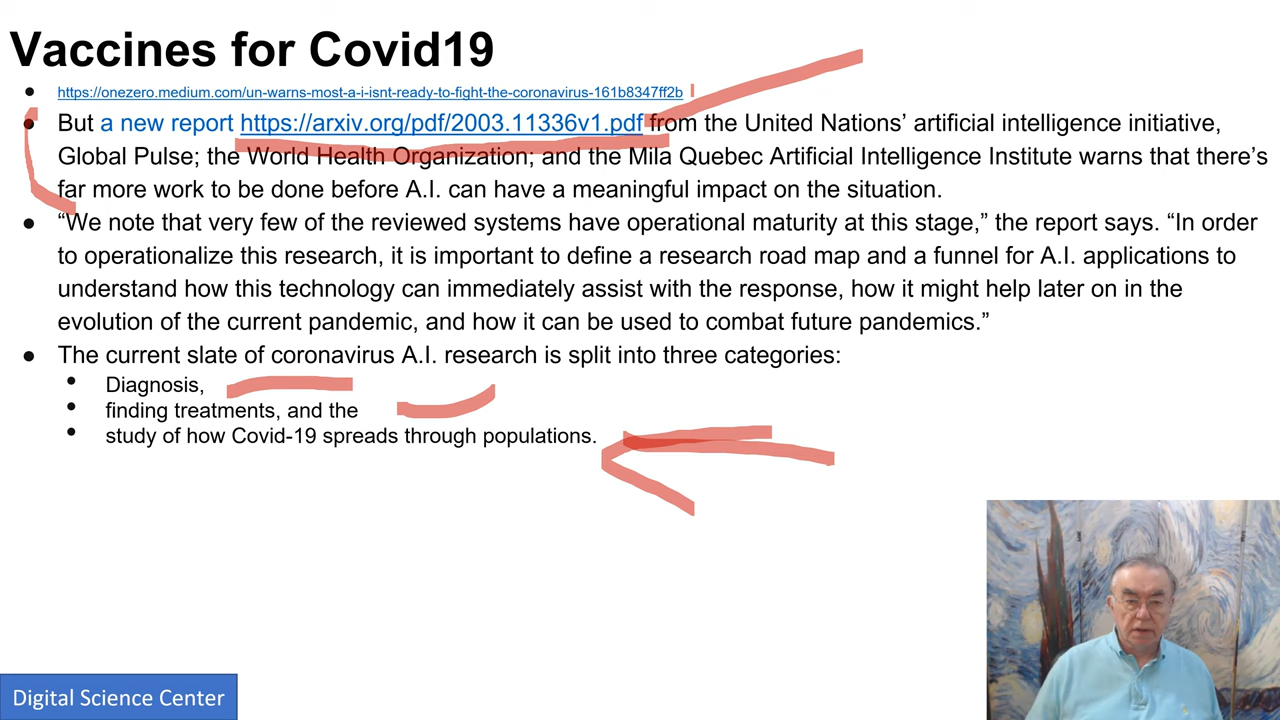 Vaccines for Covid19
• https://onezero.medium.com/un-warns-most-a-i-isnt-ready-to-fight-the-coronavirus-161b8347ff2b
• But a new report https://arxiv.org/pdf/2003.11336v1.pdf from the United Nations’ artificial intelligence initiative,
Global Pulse; the World Health Organization; and the Mila Quebec Artificial Intelligence Institute warns that there’s
far more work to be done before A.I. can have a meaningful impact on the situation.
• “We note that very few of the reviewed systems have operational maturity at this stage,” the report says. “In order
to operationalize this research, it is important to define a research road map and a funnel for A.I. applications to
understand how this technology can immediately assist with the response, how it might help later on in the
evolution of the current pandemic, and how it can be used to combat future pandemics.”
• The current slate of coronavirus A.I. research is split into three categories:
• Diagnosis,
• finding treatments, and the
• study of how Covid-19 spreads through populations.
Digital Science Center